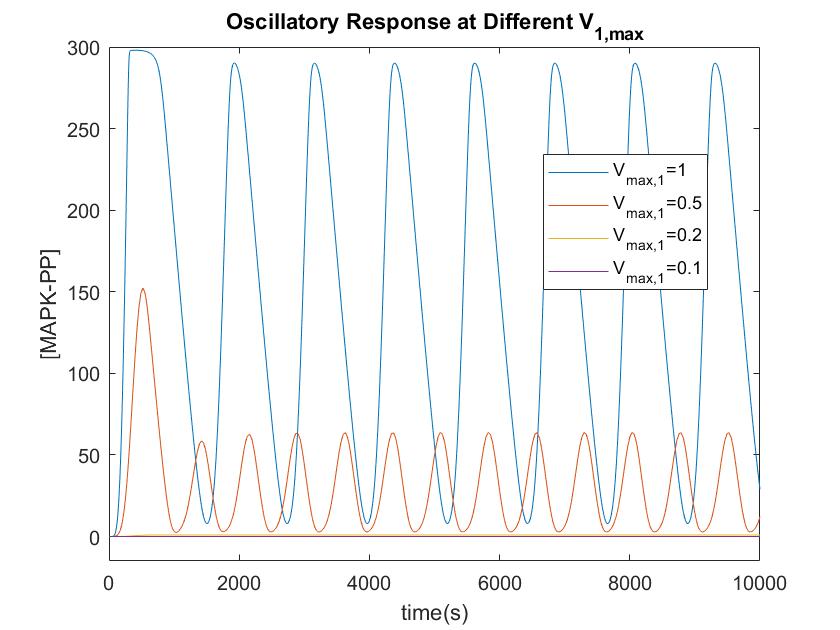 Oscillatory Response at Different V1,max
300
250
200
150
100
50
0
[MAPK-PP]
Vmax,1=1
Vmax,1=0.5
Vmax,1=0.2
Vmax,1=0.1
0 2000 4000 6000 8000 10000
time(s)